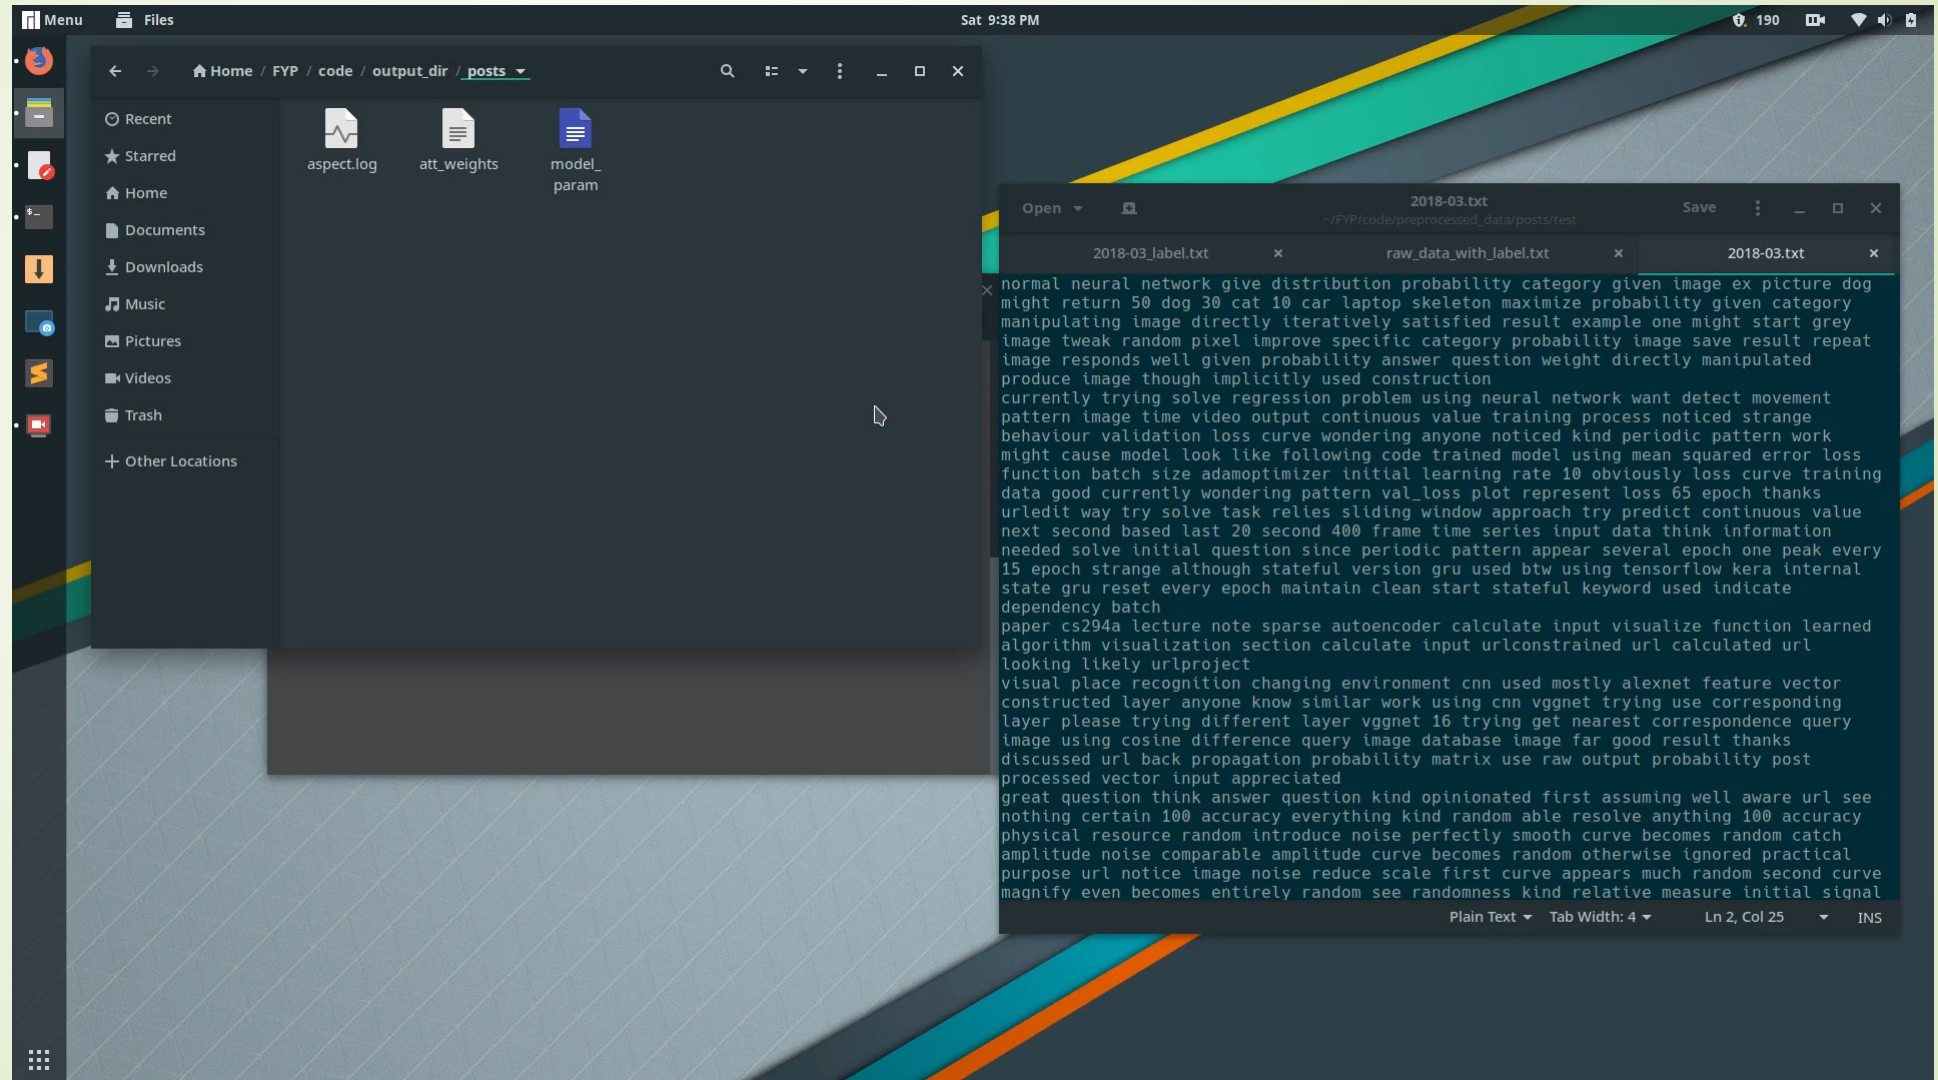 Menu
Files
Sat 9:38 PM
190
Home / FYP / code / output_dir / posts
Recent
Starred
Home
Documents
Downloads
Music
Pictures
Videos
Trash
Other Locations
aspect.log
att_weights
model_
param
Open
2018-03.txt
~/FYP/code/preprocessed_data/posts/test
Save
2018-03_label.txt
raw_data_with_label.txt
2018-03.txt
normal neural network give distribution probability category given image ex picture dog
might return 50 dog 30 cat 10 car laptop skeleton maximize probability given category
manipulating image directly iteratively satisfied result example one might start grey
image tweak random pixel improve specific category probability image save result repeat
image responds well given probability answer question weight directly manipulated
produce image though implicitly used construction
currently trying solve regression problem using neural network want detect movement
pattern image time video output continuous value training process noticed strange
behaviour validation loss curve wondering anyone noticed kind periodic pattern work
might cause model look like following code trained model using mean squared error loss
function batch size adamoptimizer initial learning rate 10 obviously loss curve training
data good currently wondering pattern val_loss plot represent loss 65 epoch thanks
urledit way try solve task relies sliding window approach try predict continuous value
next second based last 20 second 400 frame time series input data think information
needed solve initial question since periodic pattern appear several epoch one peak every
15 epoch strange although stateful version gru used btw using tensorflow kera internal
state gru reset every epoch maintain clean start stateful keyword used indicate
dependency batch
paper cs294a lecture note sparse autoencoder calculate input visualize function learned
algorithm visualization section calculate input urlconstrained url calculated url
looking likely urlproject
visual place recognition changing environment cnn used mostly alexnet feature vector
constructed layer anyone know similar work using cnn vggnet trying use corresponding
layer please trying different layer vggnet 16 trying get nearest correspondence query
image using cosine difference query image database image far good result thanks
discussed url back propagation probability matrix use raw output probability post
processed vector input appreciated
great question think answer question kind opinionated first assuming well aware url see
nothing certain 100 accuracy everything kind random able resolve anything 100 accuracy
physical resource random introduce noise perfectly smooth curve becomes random catch
amplitude noise comparable amplitude curve becomes random otherwise ignored practical
purpose url notice image noise reduce scale first curve appears much random second curve
magnify even becomes entirely random see randomness kind relative measure initial signal
Plain Text
Tab Width: 4
Ln 2, Col 25
INS